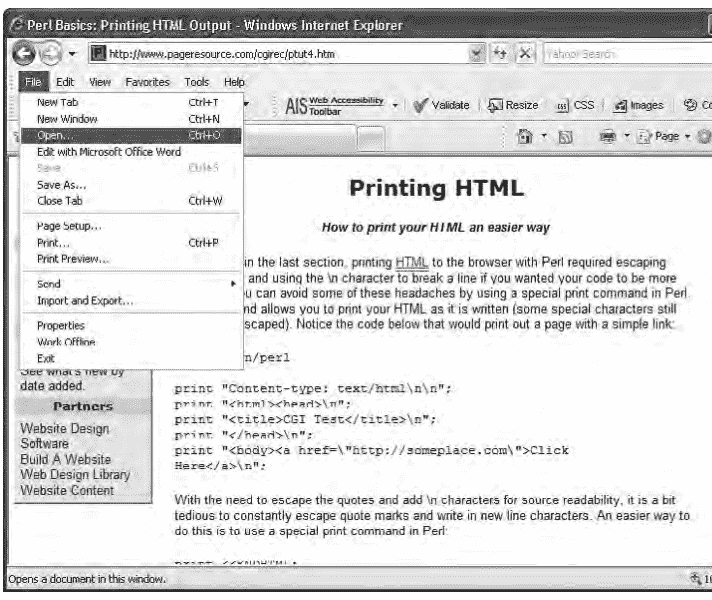 Perl Basics: Printing HTML Output - Windows Internet Explorer
http://www.pageresource.com/cgirec/ptut4.htm
Yahoo! Search
File Edit View Favorites Tools Help
New Tab Ctrl+T
New Window Ctrl+N
Open... Ctrl+O
Edit with Microsoft Office Word
Save Ctrl+S
Save As...
Close Tab Ctrl+W
Page Setup...
Print... Ctrl+P
Print Preview...
Send
Import and Export...
Properties
Work Offline
Exit
AIS Web Accessibility Toolbar
Validate Resize CSS Images Co
Page
Printing HTML
How to print your HTML an easier way
in the last section, printing HTML to the browser with Perl required escaping
and using the \n character to break a line if you wanted your code to be more
u can avoid some of these headaches by using a special print command in Perl
nd allows you to print your HTML as it is written (some special characters still
scaped). Notice the code below that would print out a page with a simple link:
n/perl
print "Content-type: text/html\n\n";
print "<html><head>\n";
print "<title>CGI Test</title>\n";
print "</head>\n";
print "<body><a href=\"http://someplace.com\">Click
Here</a>\n";
With the need to escape the quotes and add \n characters for source readability, it is a bit
tedious to constantly escape quote marks and write in new line characters. An easier way to
do this is to use a special print command in Perl:
print <<ENDHTML;
See what's new by
date added.
Partners
Website Design
Software
Build A Website
Web Design Library
Website Content
Opens a document in this window.